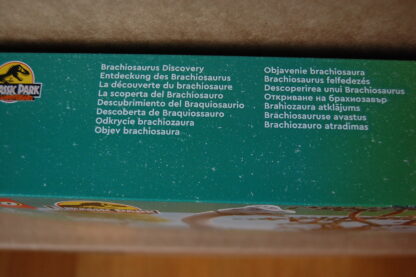 JURASSIC PARK
Brachiosaurus Discovery
Entdeckung des Brachiosaurus
La découverte du brachiosaure
La scoperta del Brachiosauro
Descubrimiento del Braquiosaurio
Descoberta de Braquiossauro
Odkrycie brachiozaura
Objev brachiosaura
Objavenie brachiosaura
Brachiosaurus felfedezés
Descoperirea unui Brachiosaurus
Откриване на брахиозавър
Brahiozaura atklājums
Brachiosauruse avastus
Brachiozauro atradimas